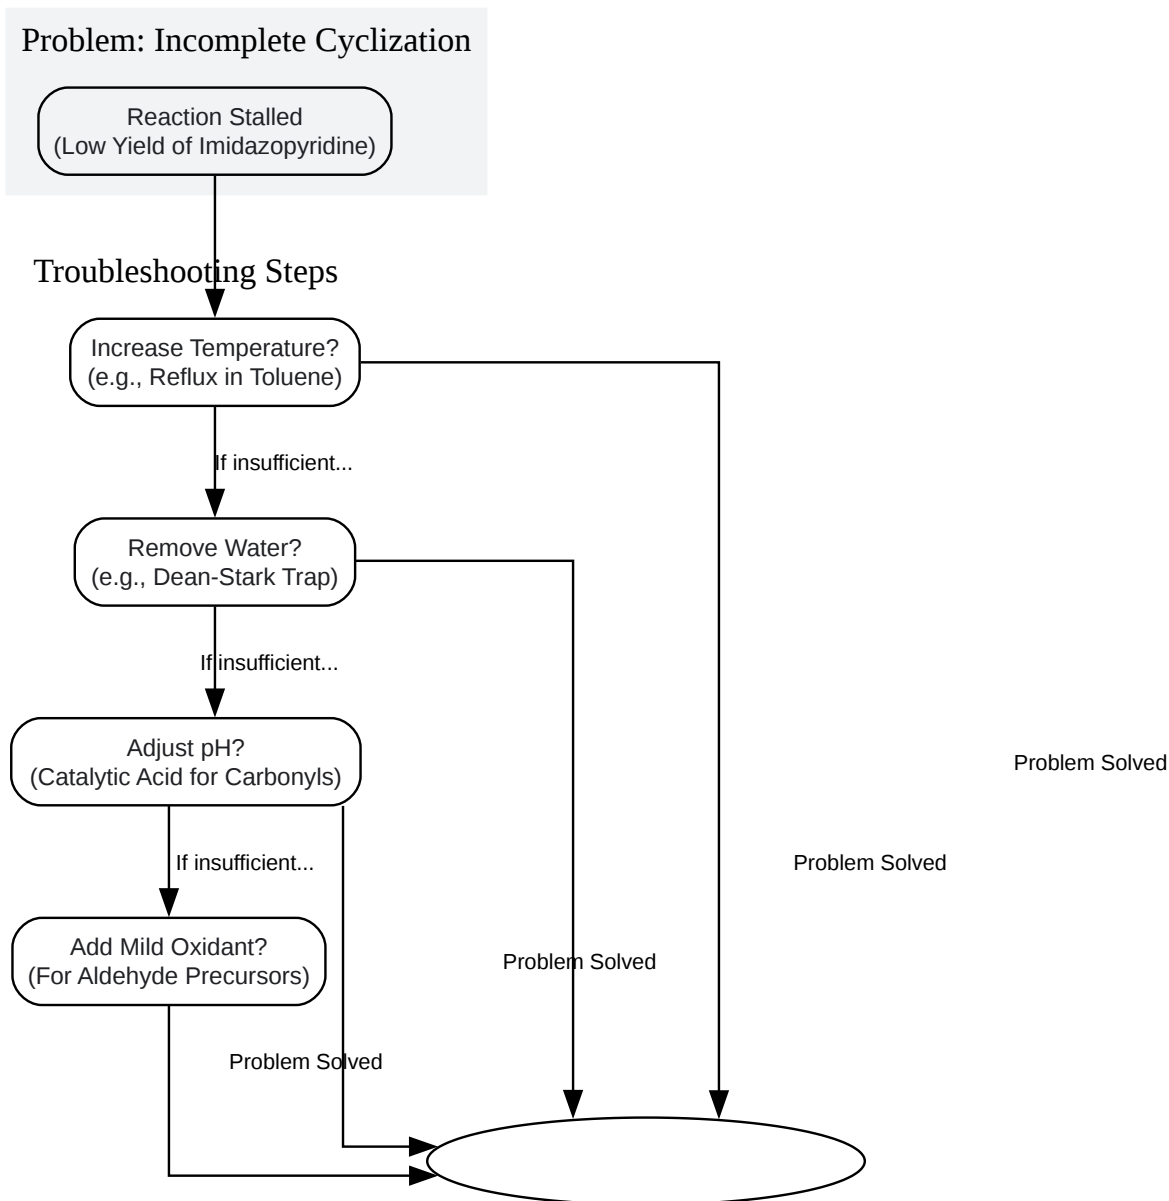 Problem: Incomplete Cyclization
Reaction Stalled
(Low Yield of Imidazopyridine)
Troubleshooting Steps
Increase Temperature?
(e.g., Reflux in Toluene)
If insufficient...
Remove Water?
(e.g., Dean-Stark Trap)
If insufficient...
Adjust pH?
(Catalytic Acid for Carbonyls)
Problem Solved
If insufficient...
Problem Solved
Add Mild Oxidant?
(For Aldehyde Precursors)
Problem Solved
Problem Solved